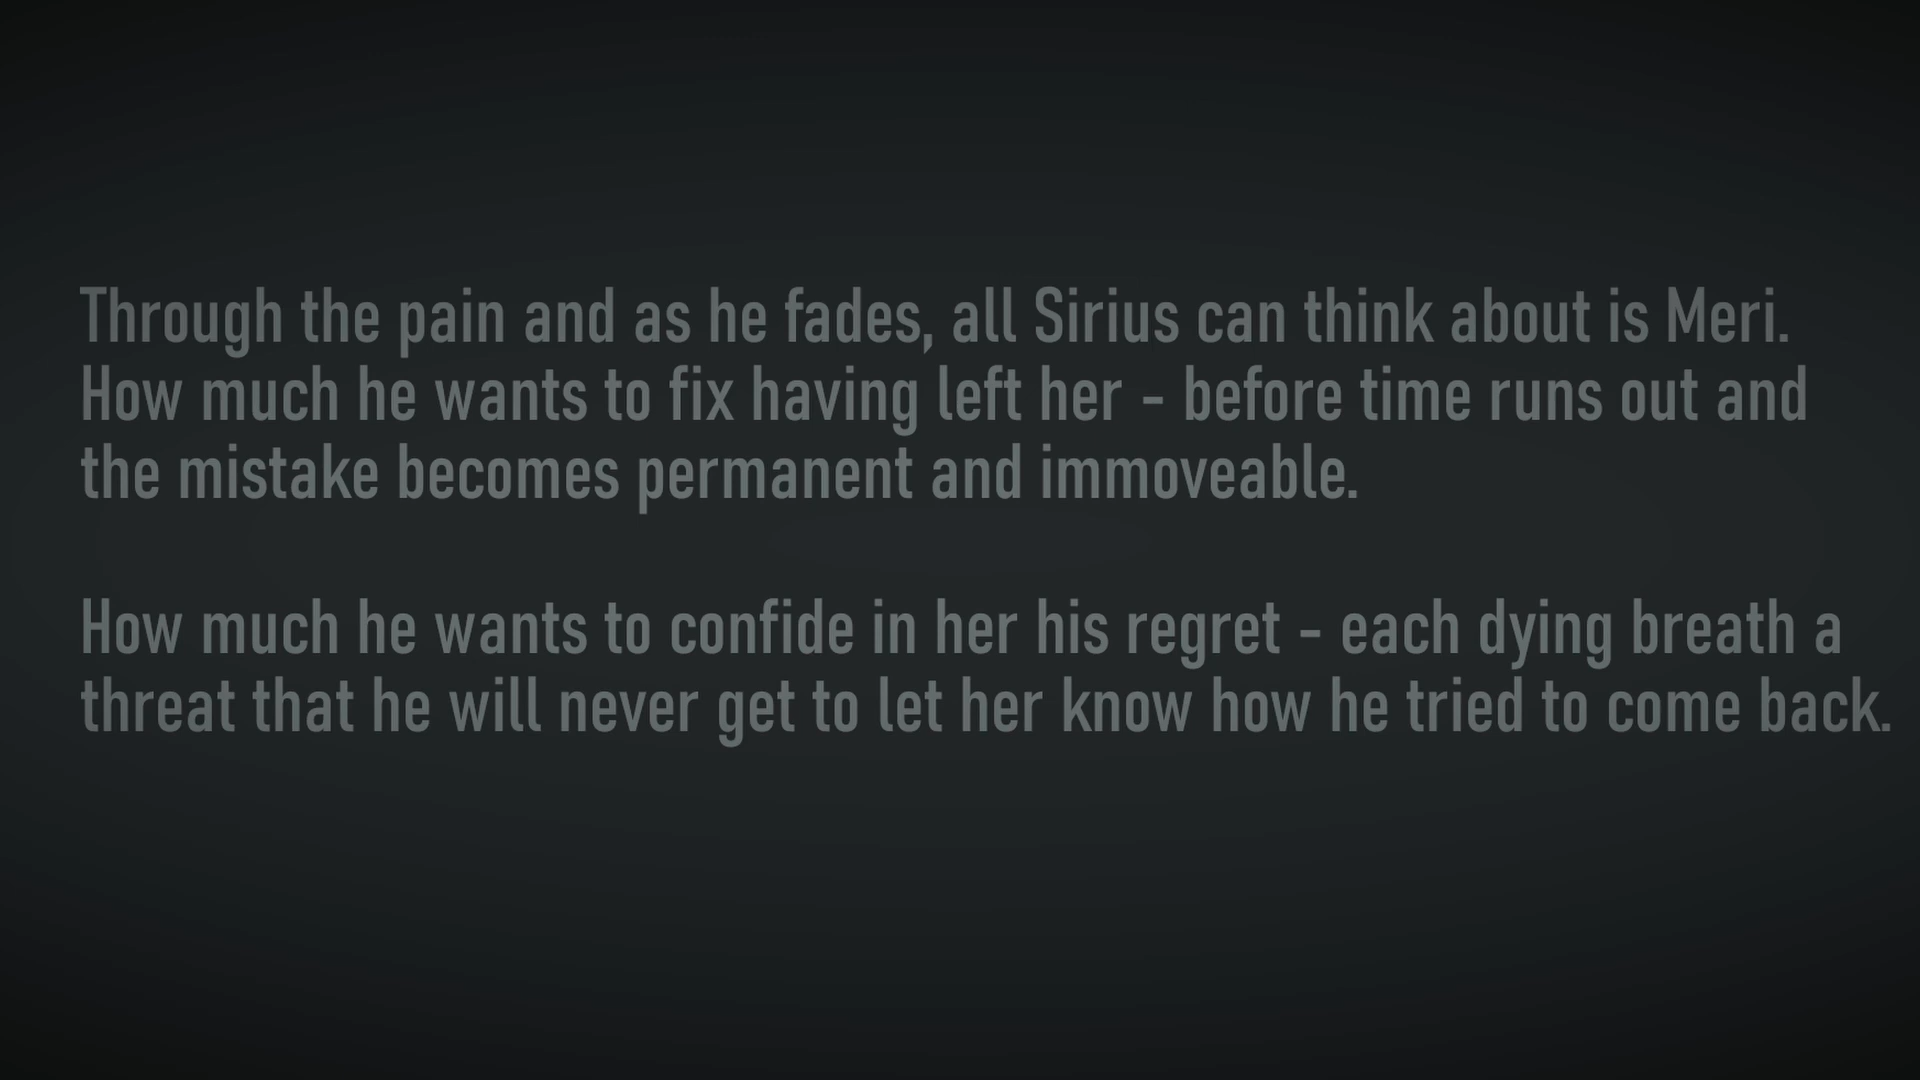 Through the pain and as he fades, all Sirius can think about is Meri.
How much he wants to fix having left her - before time runs out and
the mistake becomes permanent and immoveable.
How much he wants to confide in her his regret - each dying breath a
threat that he will never get to let her know how he tried to come back.